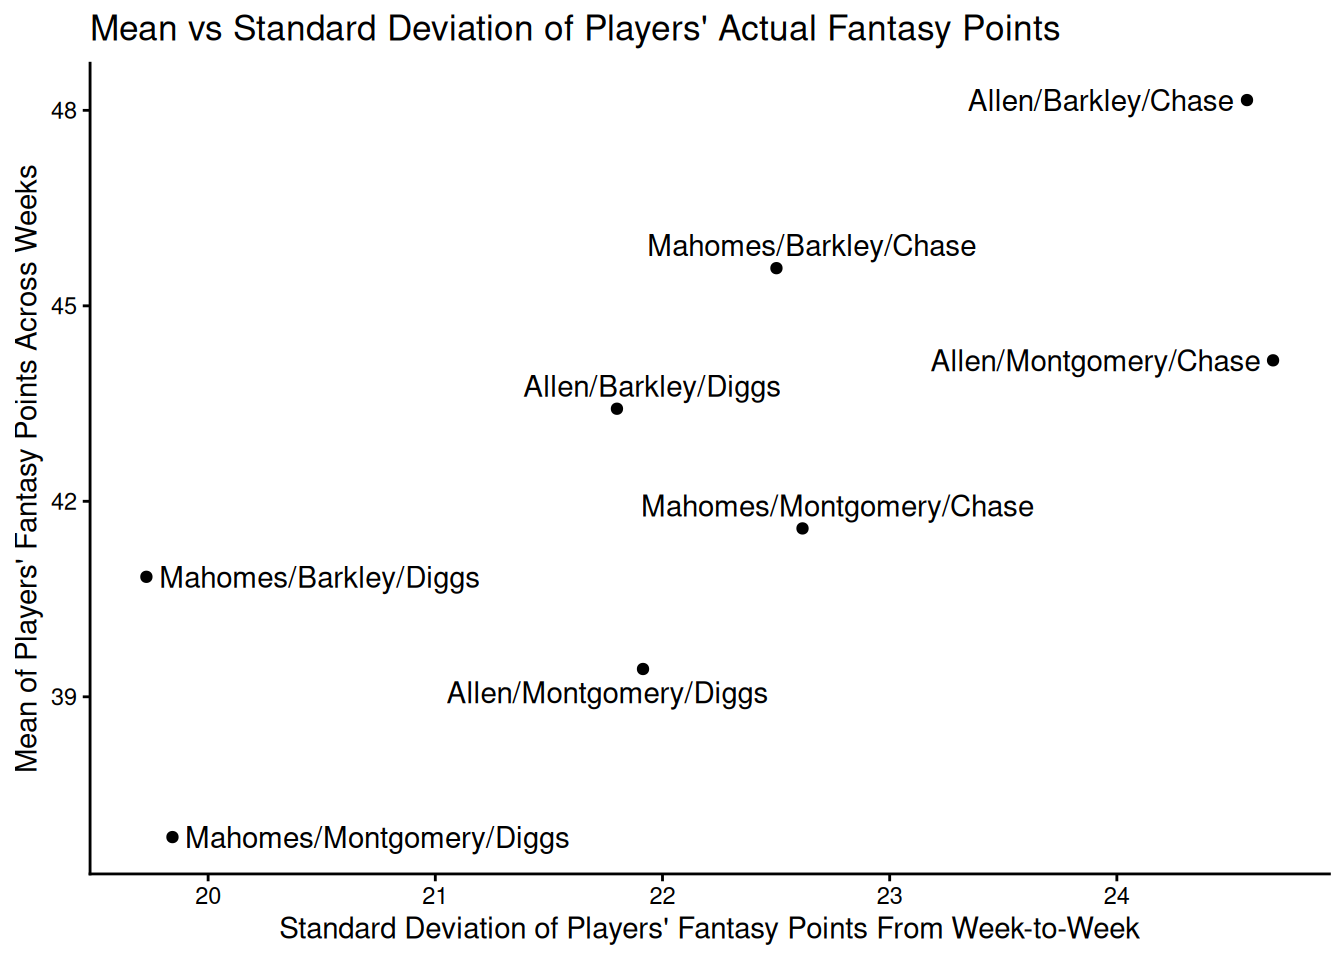 Mean vs Standard Deviation of Players' Actual Fantasy Points
Mean of Players' Fantasy Points Across Weeks
48
45
42
39
Allen/Barkley/Chase
Mahomes/Barkley/Chase
Allen/Montgomery/Chase
Allen/Barkley/Diggs
Mahomes/Montgomery/Chase
Mahomes/Barkley/Diggs
Allen/Montgomery/Diggs
Mahomes/Montgomery/Diggs
20 21 22 23 24
Standard Deviation of Players' Fantasy Points From Week-to-Week